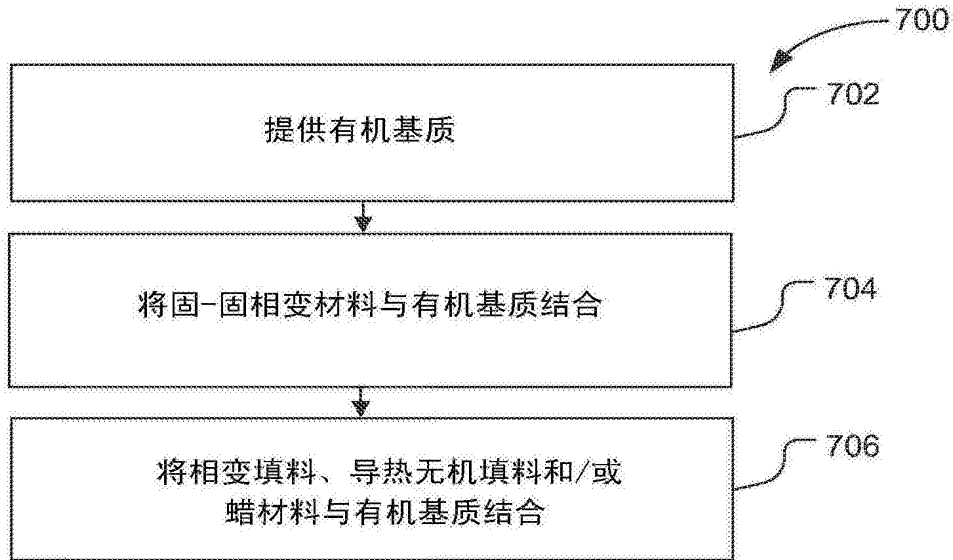 700
702
提供有机基质
704
将固-固相变材料与有机基质结合
706
将相变填料、导热无机填料和/或
蜡材料与有机基质结合